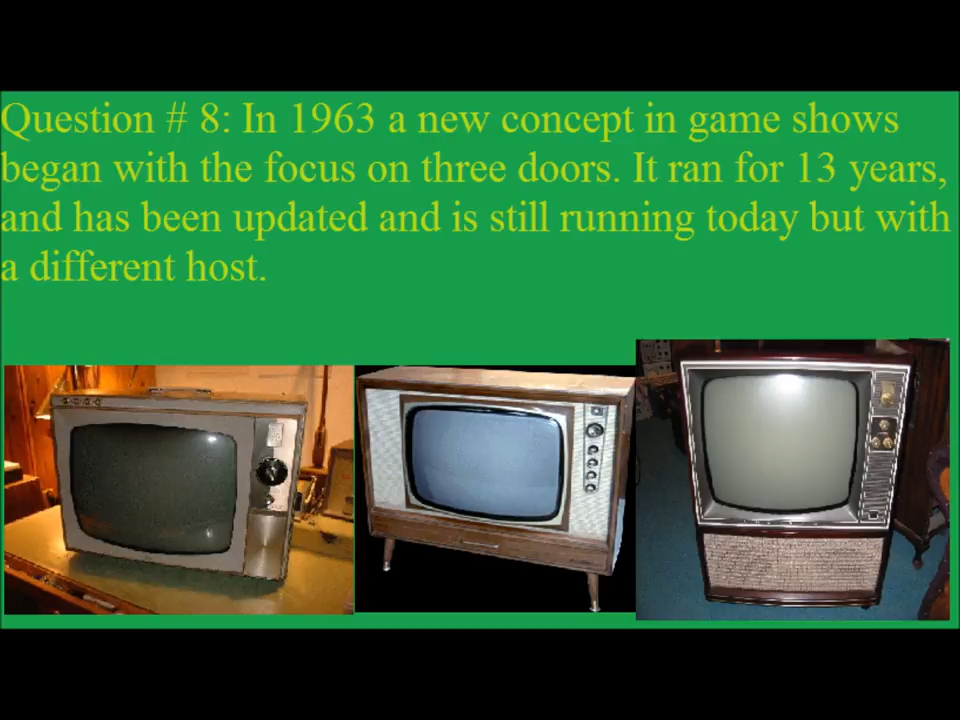 Question # 8: In 1963 a new concept in game shows
began with the focus on three doors. It ran for 13 years,
and has been updated and is still running today but with
a different host.